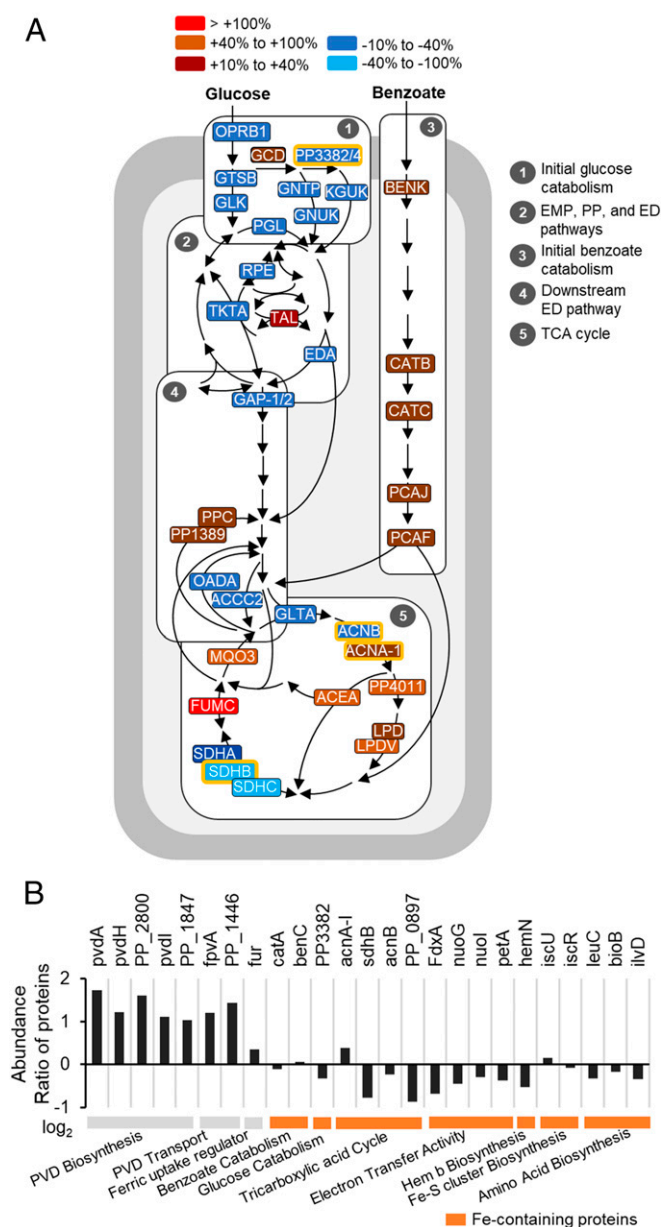 A
> +100%
+40% to +100%
+10% to +40%
-10% to -40%
-40% to -100%
Glucose
Benzoate
OPRB1
1
3
GCD
PP3382/4
GTSB
GNTP
KGUK
BENK
GLK
GNUK
PGL
2
RPE
TKTA
TAL
EDA
CATB
4
GAP-1/2
CATC
PCAJ
PPC
PP1389
PCAF
OADA
ACCC2
GLTA
5
ACNB
ACNA-1
MQO3
PP4011
ACEA
FUMC
LPD
LPDV
SDHA
SDHB
SDHC
1 Initial glucose
catabolism
2 EMP, PP, and ED
pathways
3 Initial benzoate
catabolism
4 Downstream
ED pathway
5 TCA cycle
B
pvdA
pvdH
PP_2800
pvdI
PP_1847
fpvA
PP_1446
fur
catA
benC
PP3382
acnA-I
sdhB
acnB
PP_0897
FdxA
nuoG
nuoI
petA
hemN
iscU
iscR
leuC
bioB
ilvD
Abundance
Ratio of proteins
2
1
0
-1
log2
PVD Biosynthesis
PVD Transport
Ferric uptake regulator
Benzoate Catabolism
Glucose Catabolism
Tricarboxylic acid Cycle
Electron Transfer Activity
Hem b Biosynthesis
Fe-S cluster Biosynthesis
Amino Acid Biosynthesis
Fe-containing proteins